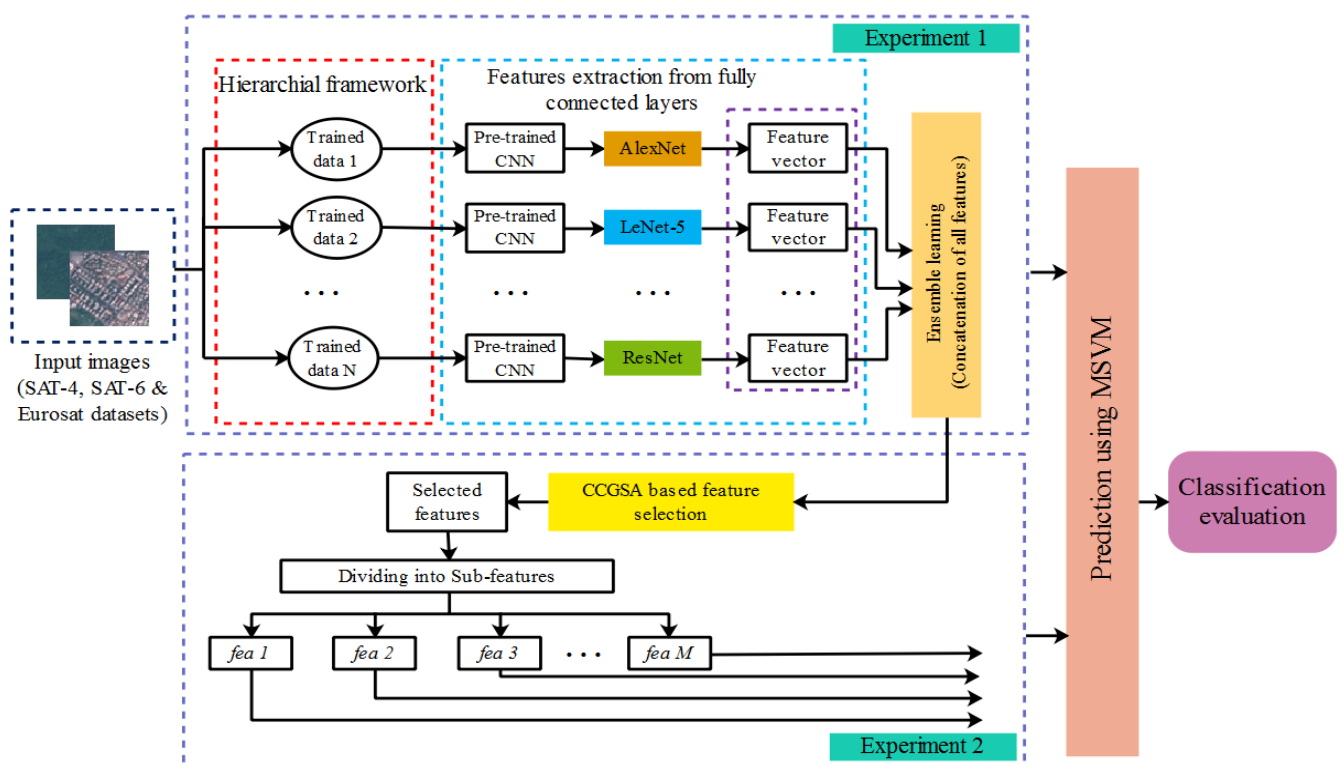 Experiment 1
Hierarchial framework
Features extraction from fully
connected layers
Trained
data 1
Pre-trained
CNN
AlexNet
Feature
vector
Trained
data 2
Pre-trained
CNN
LeNet-5
Feature
vector
. . .
. . .
. . .
. . .
Trained
data N
Pre-trained
CNN
ResNet
Feature
vector
Ensemble learning
(Concatenation of all features)
Input images
(SAT-4, SAT-6 &
Eurosat datasets)
Prediction using MSVM
Classification
evaluation
Selected
features
CCGSA based feature
selection
Dividing into Sub-features
fea 1
fea 2
fea 3
. . .
fea M
Experiment 2